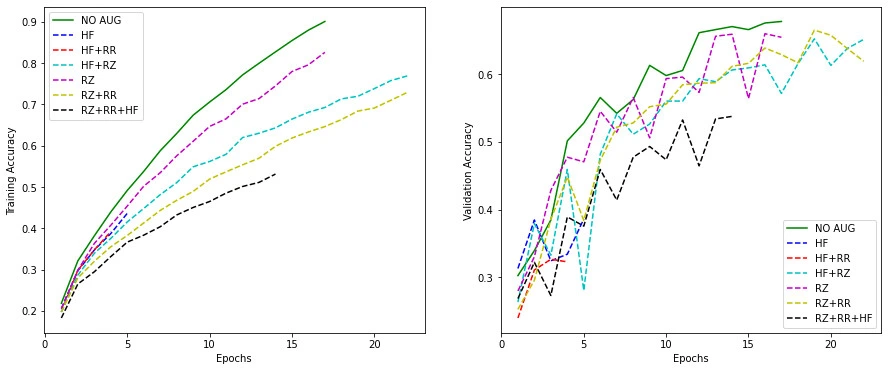 NO AUG
HF
HF+RR
HF+RZ
RZ
RZ+RR
RZ+RR+HF
Training Accuracy
0.9
0.8
0.7
0.6
0.5
0.4
0.3
0.2
0 5 10 15 20
Epochs
Validation Accuracy
0.6
0.5
0.4
0.3
NO AUG
HF
HF+RR
HF+RZ
RZ
RZ+RR
RZ+RR+HF
0 5 10 15 20
Epochs